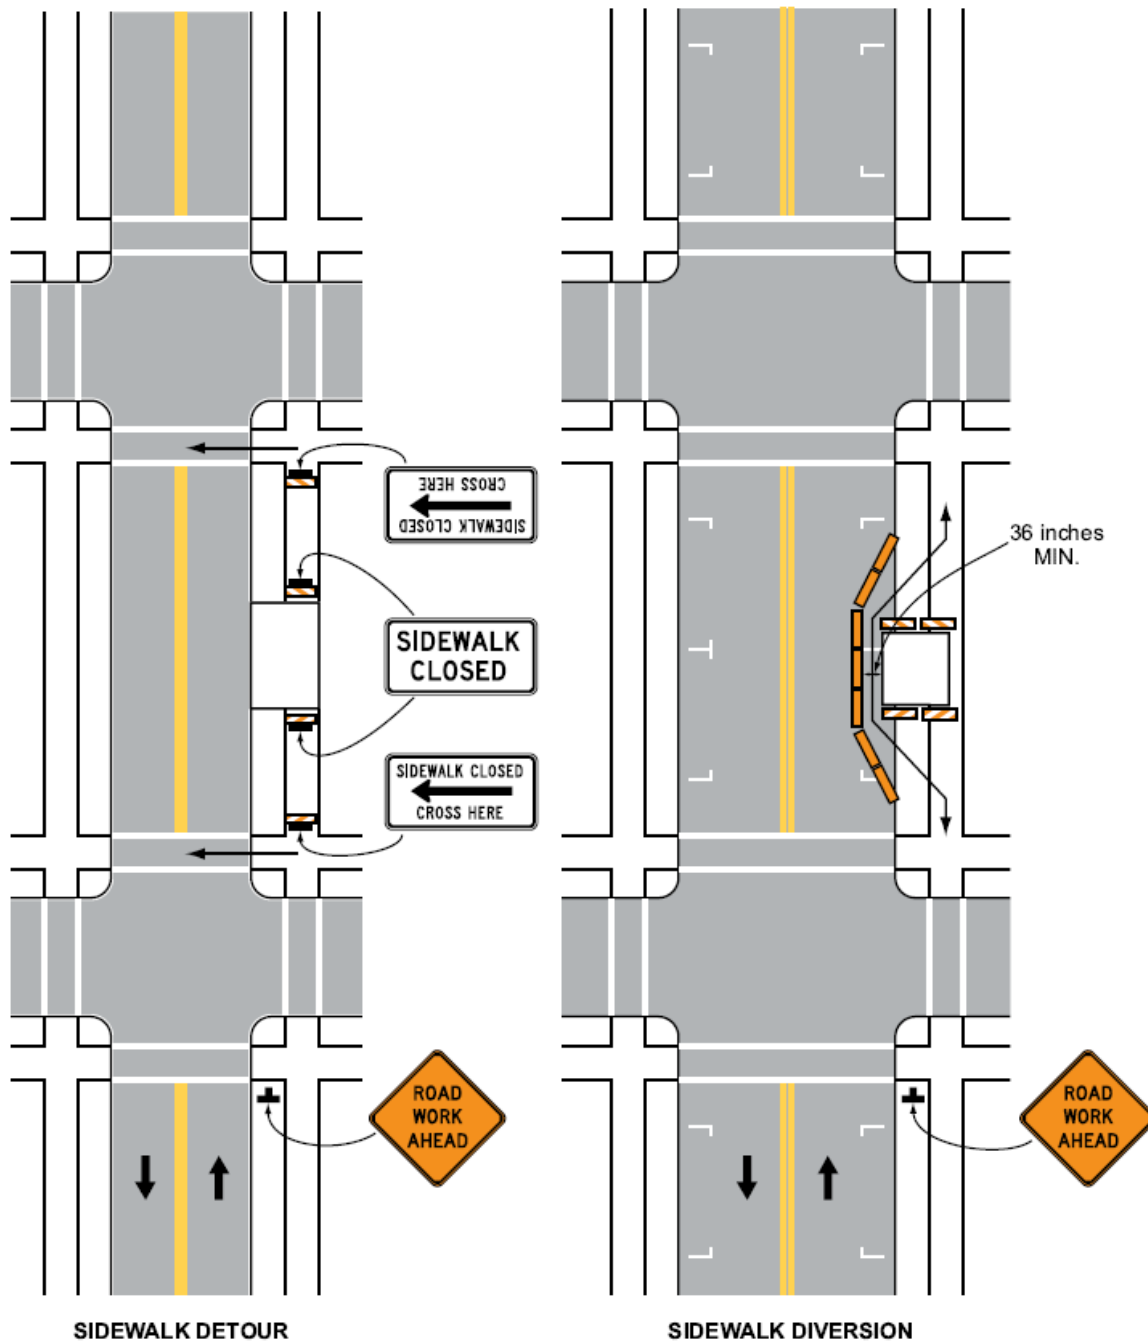 CROSS HERE
SIDEWALK CLOSED
36 inches
MIN.
SIDEWALK
CLOSED
SIDEWALK CLOSED
CROSS HERE
ROAD
WORK
AHEAD
ROAD
WORK
AHEAD
SIDEWALK DETOUR
SIDEWALK DIVERSION